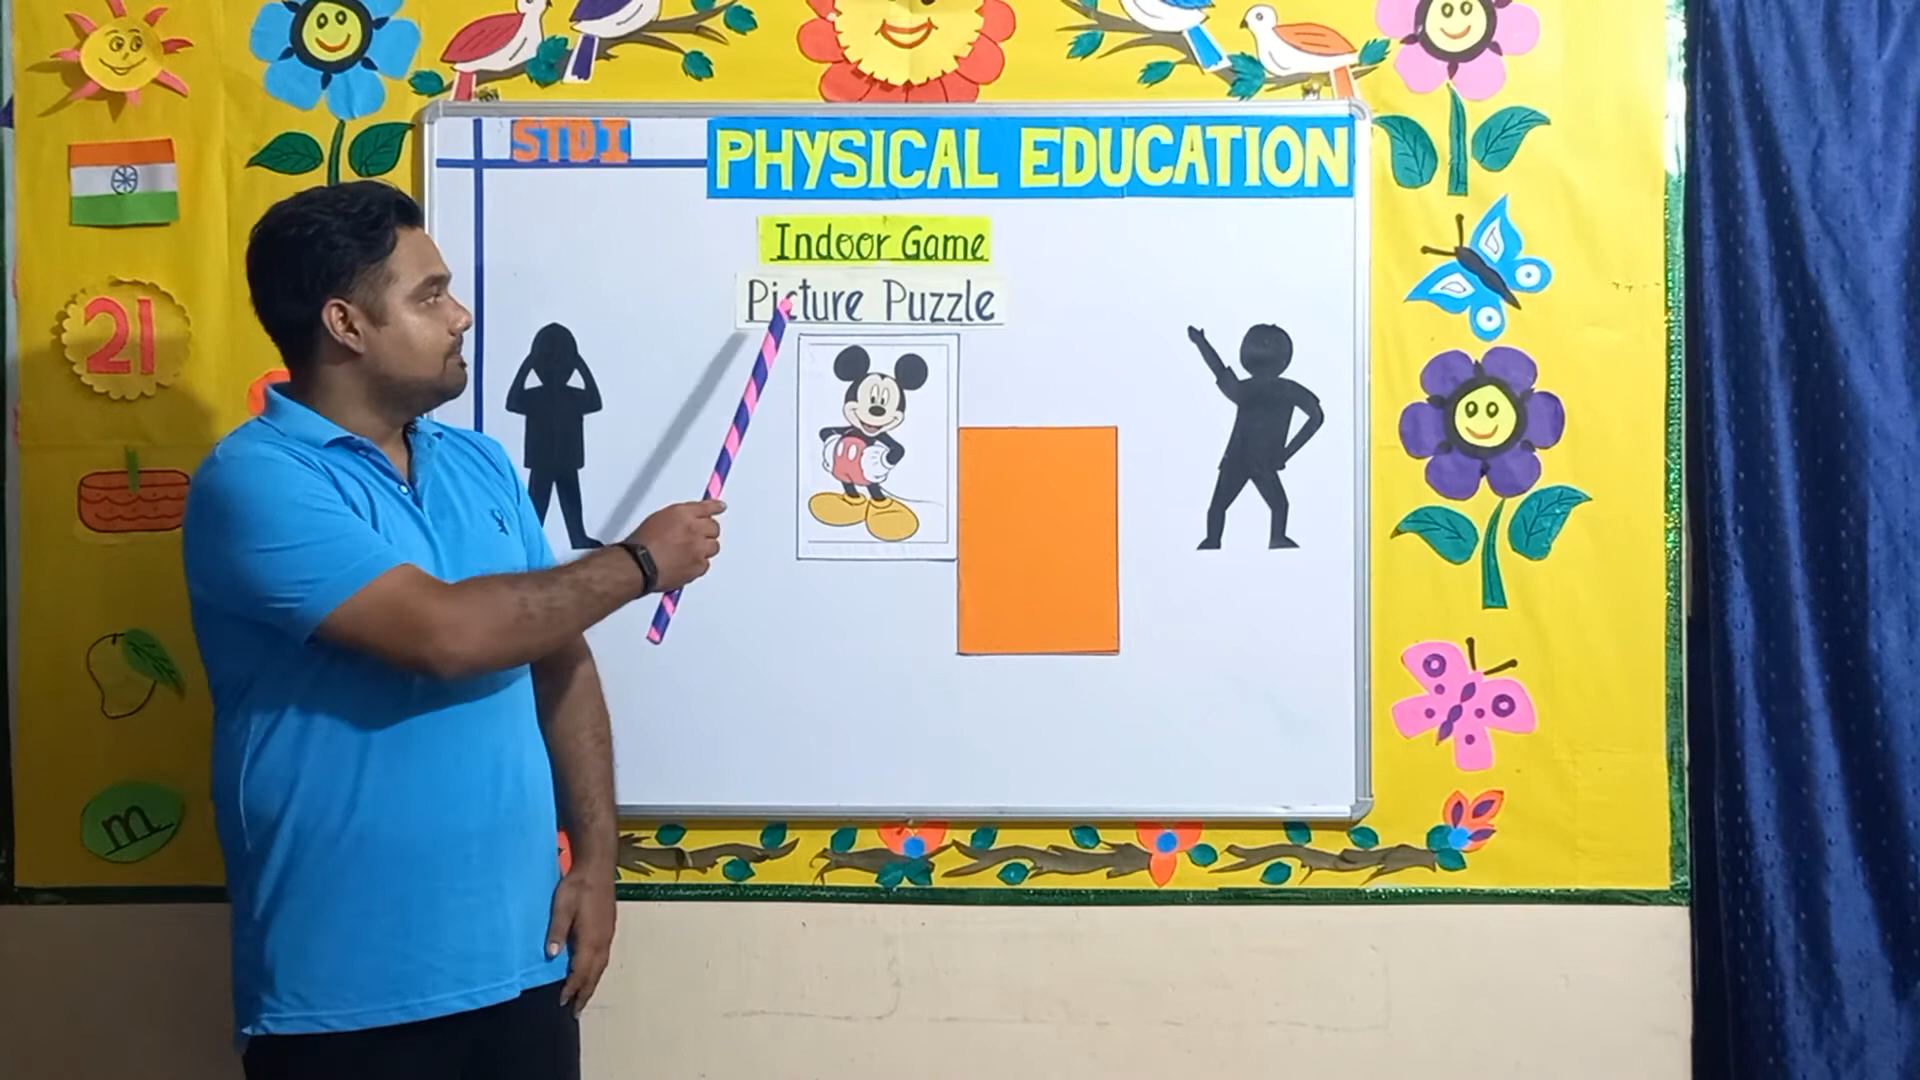 STD I
PHYSICAL EDUCATION
Indoor Game
Picture Puzzle
21
m